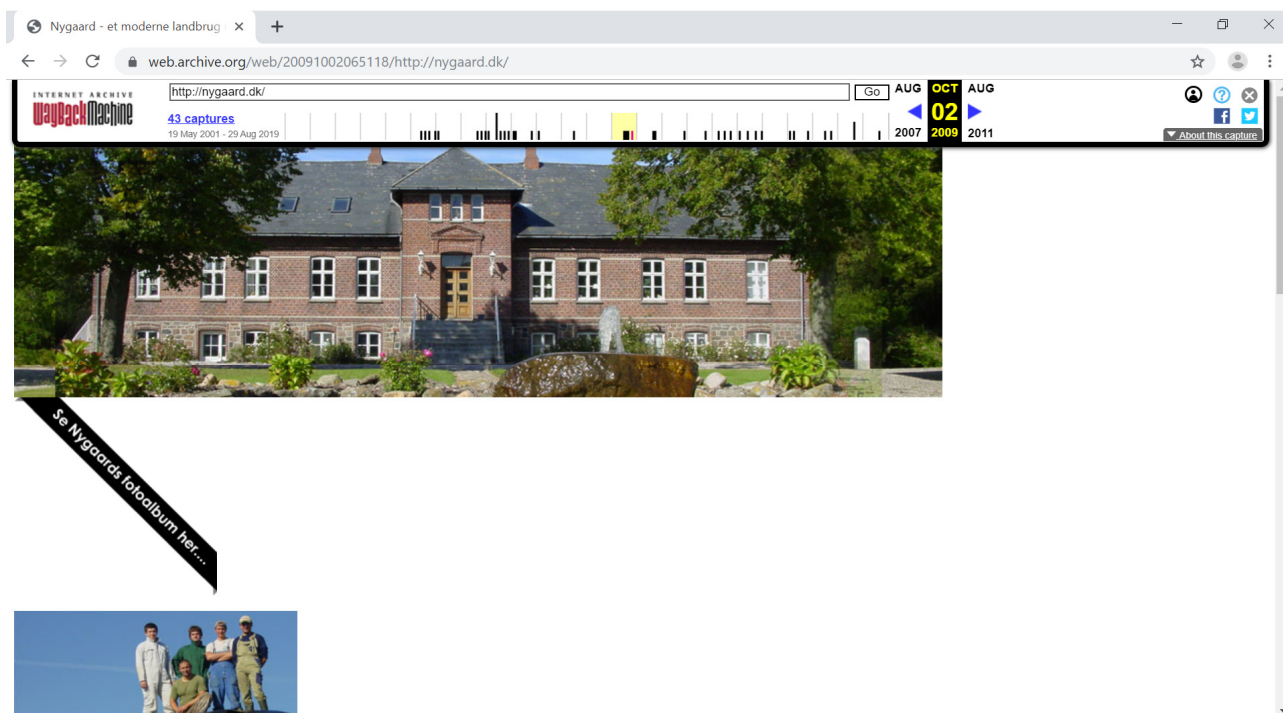 Nygaard - et moderne landbrug
web.archive.org/web/20091002065118/http://nygaard.dk/
INTERNET ARCHIVE
WayBackMachine
http://nygaard.dk/
Go
43 captures
19 May 2001 - 29 Aug 2019
AUG OCT AUG
02
2007 2009 2011
About this capture
Se Nygaards fotoalbum her....